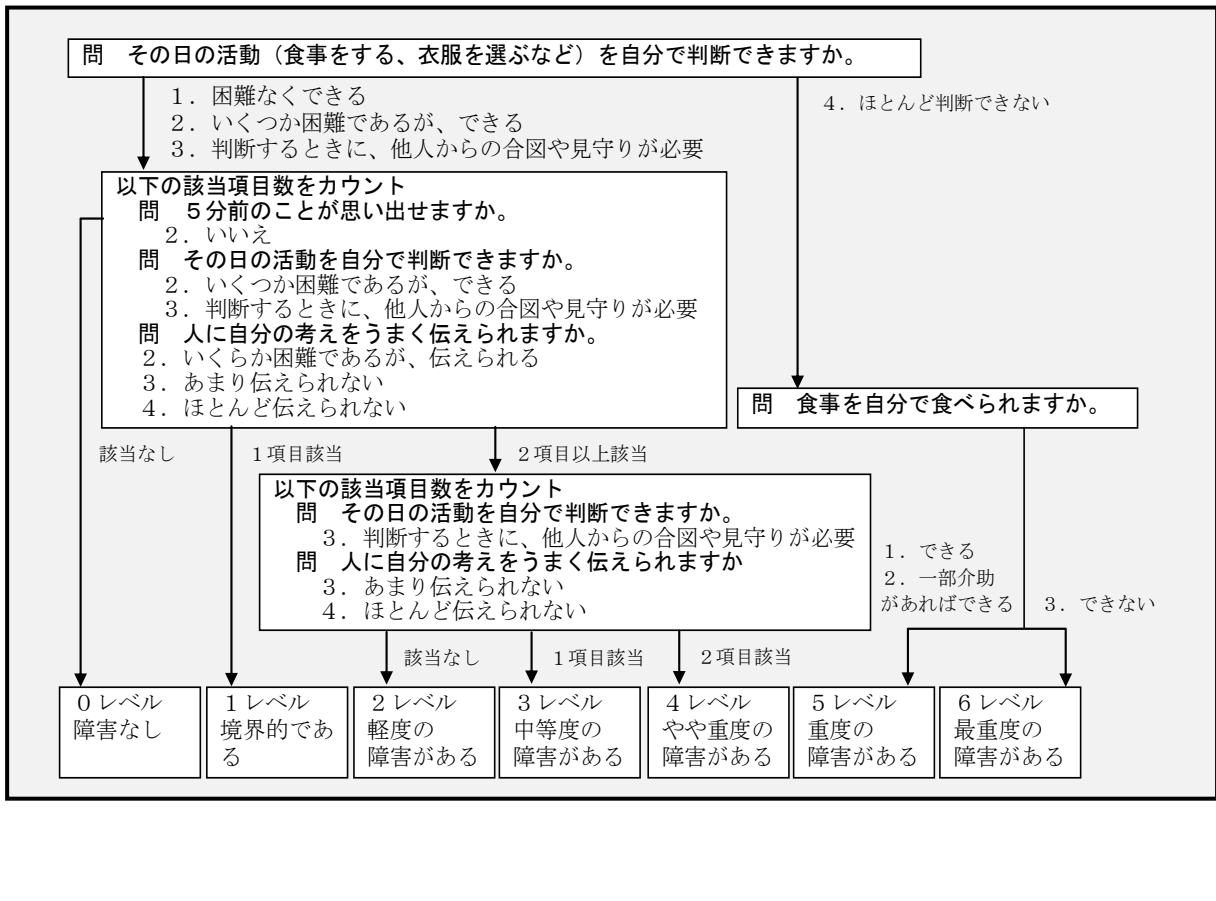 問　その日の活動（食事をする、衣服を選ぶなど）を自分で判断できますか。
１．困難なくできる
２．いくつか困難であるが、できる
３．判断するときに、他人からの合図や見守りが必要
４．ほとんど判断できない
以下の該当項目数をカウント
問　５分前のことが思い出せますか。
２．いいえ
問　その日の活動を自分で判断できますか。
２．いくつか困難であるが、できる
３．判断するときに、他人からの合図や見守りが必要
問　人に自分の考えをうまく伝えられますか。
２．いくらか困難であるが、伝えられる
３．あまり伝えられない
４．ほとんど伝えられない
問　食事を自分で食べられますか。
該当なし
１項目該当
２項目以上該当
以下の該当項目数をカウント
問　その日の活動を自分で判断できますか。
３．判断するときに、他人からの合図や見守りが必要
問　人に自分の考えをうまく伝えられますか
３．あまり伝えられない
４．ほとんど伝えられない
１．できる
２．一部介助
があればできる
３．できない
該当なし
１項目該当
２項目該当
０レベル
障害なし
１レベル
境界的であ
る
２レベル
軽度の
障害がある
３レベル
中等度の
障害がある
４レベル
やや重度の
障害がある
５レベル
重度の
障害がある
６レベル
最重度の
障害がある